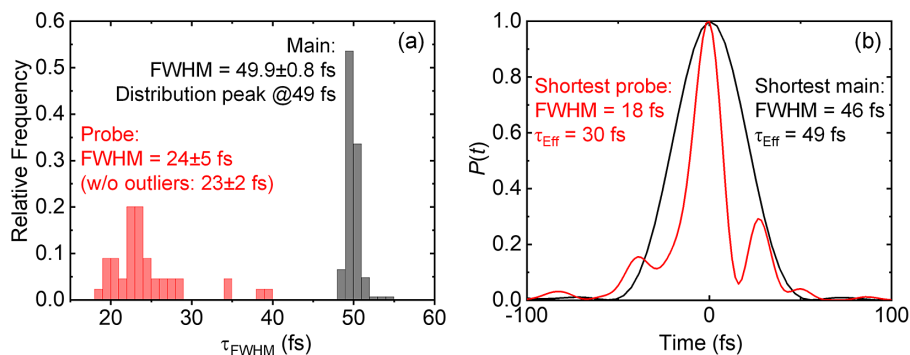 (a)
Main:
FWHM = 49.9±0.8 fs
Distribution peak @49 fs
Probe:
FWHM = 24±5 fs
(w/o outliers: 23±2 fs)
Relative Frequency
0.6
0.5
0.4
0.3
0.2
0.1
0.0
20
30
40
50
60
τFWHM (fs)
(b)
Shortest probe:
FWHM = 18 fs
τEff = 30 fs
Shortest main:
FWHM = 46 fs
τEff = 49 fs
P(t)
1.0
0.8
0.6
0.4
0.2
0.0
-100
0
100
Time (fs)